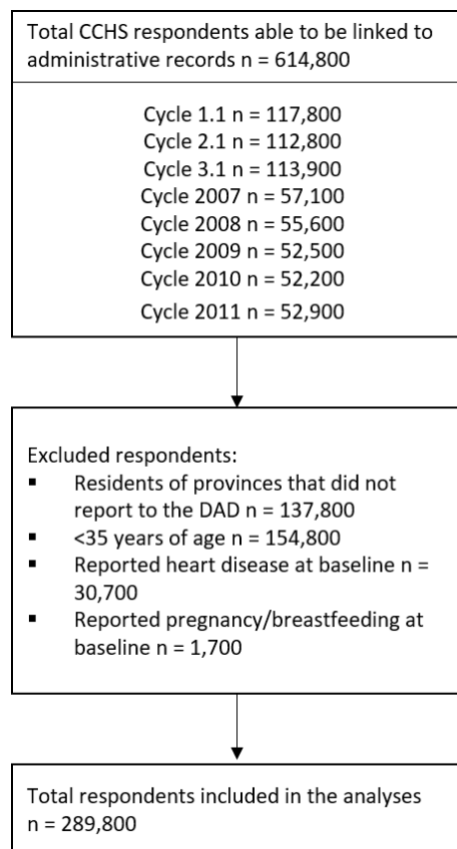 Total CCHS respondents able to be linked to
administrative records n = 614,800
Cycle 1.1 n = 117,800
Cycle 2.1 n = 112,800
Cycle 3.1 n = 113,900
Cycle 2007 n = 57,100
Cycle 2008 n = 55,600
Cycle 2009 n = 52,500
Cycle 2010 n = 52,200
Cycle 2011 n = 52,900
Excluded respondents:
▪ Residents of provinces that did not
report to the DAD n = 137,800
▪ <35 years of age n = 154,800
▪ Reported heart disease at baseline n =
30,700
▪ Reported pregnancy/breastfeeding at
baseline n = 1,700
Total respondents included in the analyses
n = 289,800